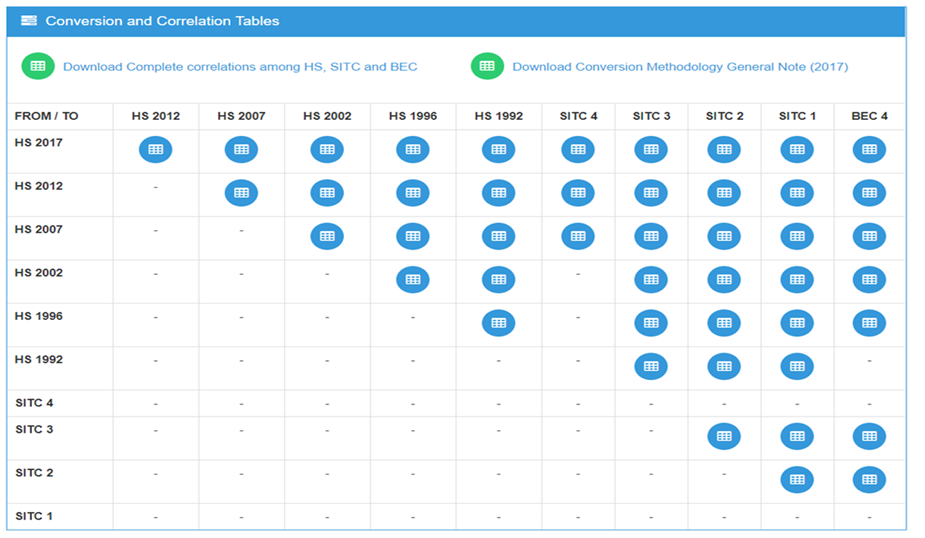 Conversion and Correlation Tables
Download Complete correlations among HS, SITC and BEC Download Conversion Methodology General Note (2017)
FROM / TO HS 2012 HS 2007 HS 2002 HS 1996 HS 1992 SITC 4 SITC 3 SITC 2 SITC 1 BEC 4
HS 2017
HS 2012 -
HS 2007 - -
HS 2002 - - - -
HS 1996 - - - - -
HS 1992 - - - - - - -
SITC 4 - - - - - - - - - -
SITC 3 - - - - - - -
SITC 2 - - - - - - - -
SITC 1 - - - - - - - - - -